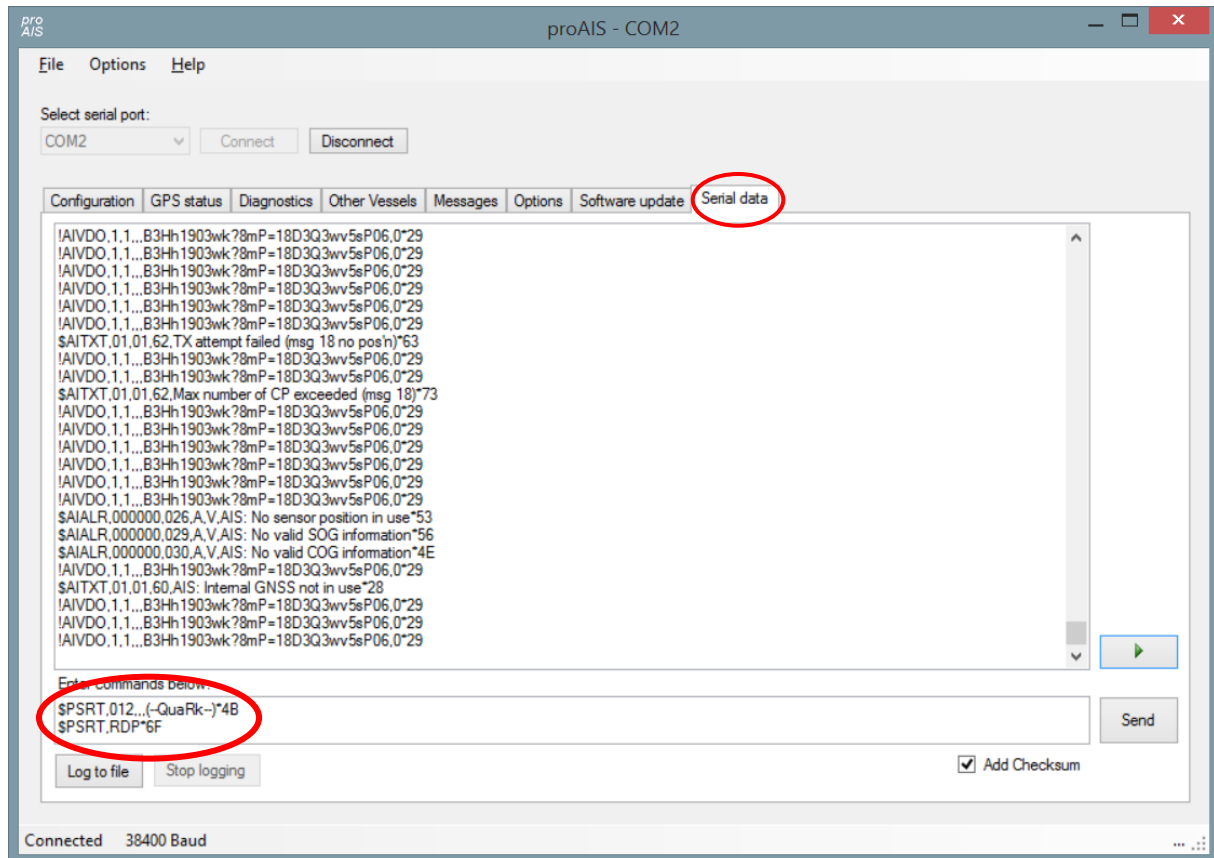 pro
AIS
proAIS - COM2
File Options Help
Select serial port:
COM2 Connect Disconnect
Configuration GPS status Diagnostics Other Vessels Messages Options Software update Serial data
!AIVDO,1,1,,,B3Hh1903wk?8mP=18D3Q3wv5sP06,0*29
!AIVDO,1,1,,,B3Hh1903wk?8mP=18D3Q3wv5sP06,0*29
!AIVDO,1,1,,,B3Hh1903wk?8mP=18D3Q3wv5sP06,0*29
!AIVDO,1,1,,,B3Hh1903wk?8mP=18D3Q3wv5sP06,0*29
!AIVDO,1,1,,,B3Hh1903wk?8mP=18D3Q3wv5sP06,0*29
!AIVDO,1,1,,,B3Hh1903wk?8mP=18D3Q3wv5sP06,0*29
$AITXT,01,01,62,TX attempt failed (msg 18 no pos'n)*63
!AIVDO,1,1,,,B3Hh1903wk?8mP=18D3Q3wv5sP06,0*29
!AIVDO,1,1,,,B3Hh1903wk?8mP=18D3Q3wv5sP06,0*29
$AITXT,01,01,62,Max number of CP exceeded (msg 18)*73
!AIVDO,1,1,,,B3Hh1903wk?8mP=18D3Q3wv5sP06,0*29
!AIVDO,1,1,,,B3Hh1903wk?8mP=18D3Q3wv5sP06,0*29
!AIVDO,1,1,,,B3Hh1903wk?8mP=18D3Q3wv5sP06,0*29
!AIVDO,1,1,,,B3Hh1903wk?8mP=18D3Q3wv5sP06,0*29
!AIVDO,1,1,,,B3Hh1903wk?8mP=18D3Q3wv5sP06,0*29
!AIVDO,1,1,,,B3Hh1903wk?8mP=18D3Q3wv5sP06,0*29
$AIALR,000000,026,A,V,AIS: No sensor position in use*53
$AIALR,000000,029,A,V,AIS: No valid SOG information*56
$AIALR,000000,030,A,V,AIS: No valid COG information*4E
!AIVDO,1,1,,,B3Hh1903wk?8mP=18D3Q3wv5sP06,0*29
$AITXT,01,01,60,AIS: Internal GNSS not in use*28
!AIVDO,1,1,,,B3Hh1903wk?8mP=18D3Q3wv5sP06,0*29
!AIVDO,1,1,,,B3Hh1903wk?8mP=18D3Q3wv5sP06,0*29
!AIVDO,1,1,,,B3Hh1903wk?8mP=18D3Q3wv5sP06,0*29
Enter commands below:
$PSRT,012,,,(--QuaRk--)*4B
$PSRT,RDP*6F
Send
Log to file Stop logging Add Checksum
Connected 38400 Baud ...